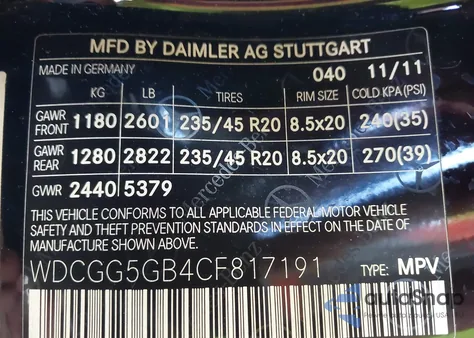 MFD BY DAIMLER AG STUTTGART
MADE IN GERMANY 040 11/11
KG LB TIRES RIM SIZE COLD KPA(PSI)
GAWR FRONT 1180 2601 235/45 R20 8.5x20 240(35)
GAWR REAR 1280 2822 235/45 R20 8.5x20 270(39)
GVWR 2440 5379
THIS VEHICLE CONFORMS TO ALL APPLICABLE FEDERAL MOTOR VEHICLE
SAFETY AND THEFT PREVENTION STANDARDS IN EFFECT ON THE DATE OF
MANUFACTURE SHOWN ABOVE.
WDCGG5GB4CF817191 TYPE: MPV
autoShop